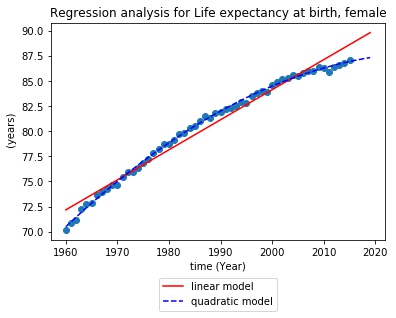 Regression analysis for Life expectancy at birth, female
90.0
87.5
85.0
82.5
80.0
77.5
75.0
72.5
70.0
(years)
1960 1970 1980 1990 2000 2010 2020
time (Year)
linear model
quadratic model